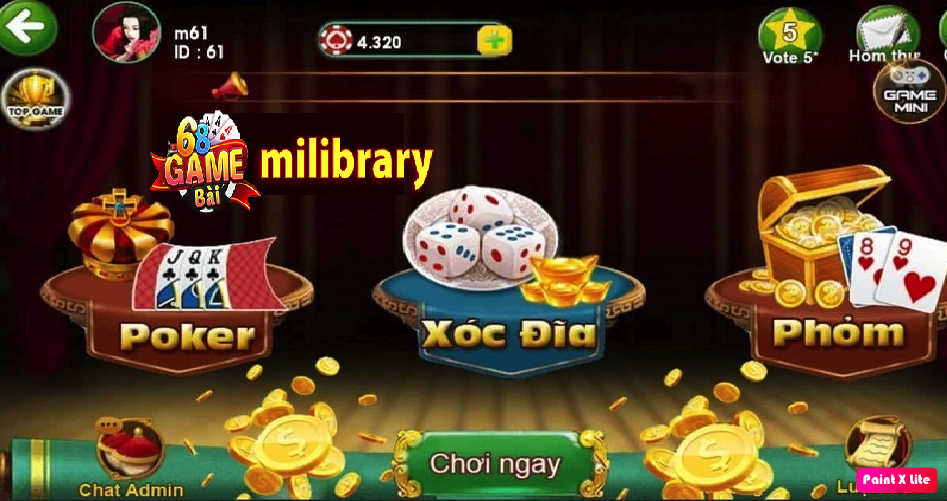 m61
ID : 61
4.320
5
Vote 5*
Hòm thư
TOP GAME
GAME
MINI
68
GAME
Bài
milibrary
J Q K
8 9
Poker
Xóc Đĩa
Phỏm
Chơi ngay
Chat Admin
Paint X Lite